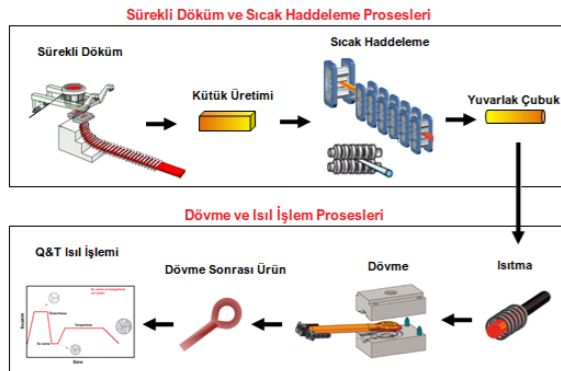 Sürekli Döküm ve Sıcak Haddeleme Prosesleri
Sürekli Döküm
Kütük Üretimi
Sıcak Haddeleme
Yuvarlak Çubuk
Dövme ve Isıl İşlem Prosesleri
Q&T Isıl İşlemi
Dövme Sonrası Ürün
Dövme
Isıtma